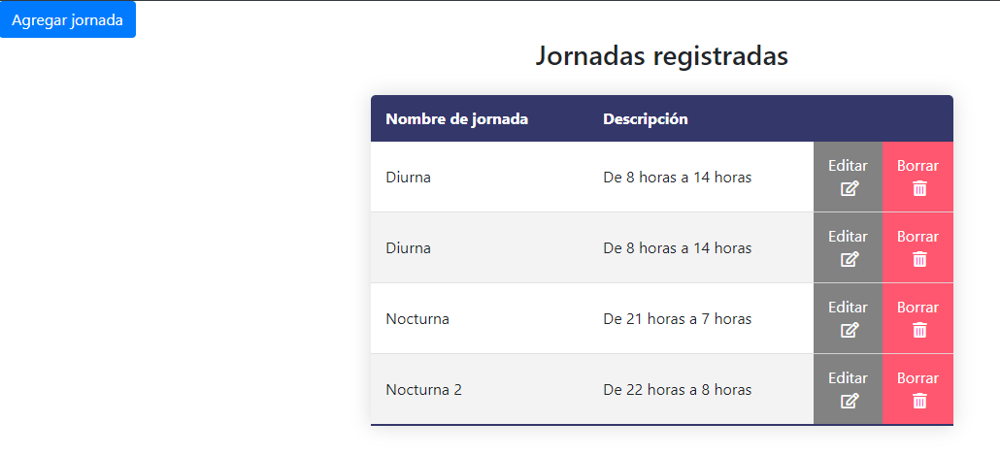 Agregar jornada
Jornadas registradas
Nombre de jornada Descripción
Diurna De 8 horas a 14 horas Editar Borrar
Diurna De 8 horas a 14 horas Editar Borrar
Nocturna De 21 horas a 7 horas Editar Borrar
Nocturna 2 De 22 horas a 8 horas Editar Borrar